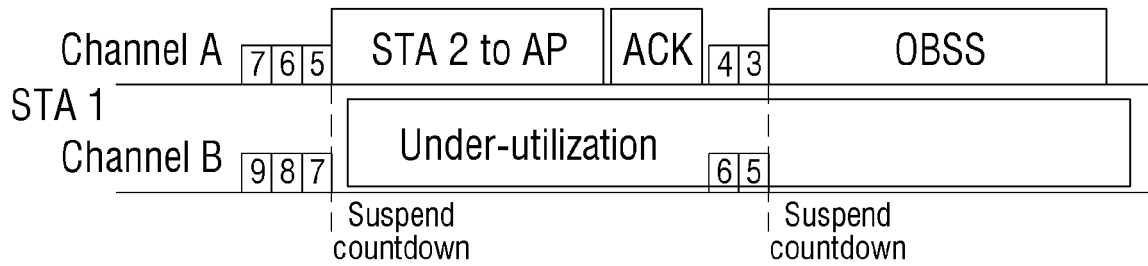 Channel A 7 6 5 STA 2 to AP ACK 4 3 OBSS
STA 1
Channel B 9 8 7 Under-utilization 6 5
Suspend countdown
Suspend countdown